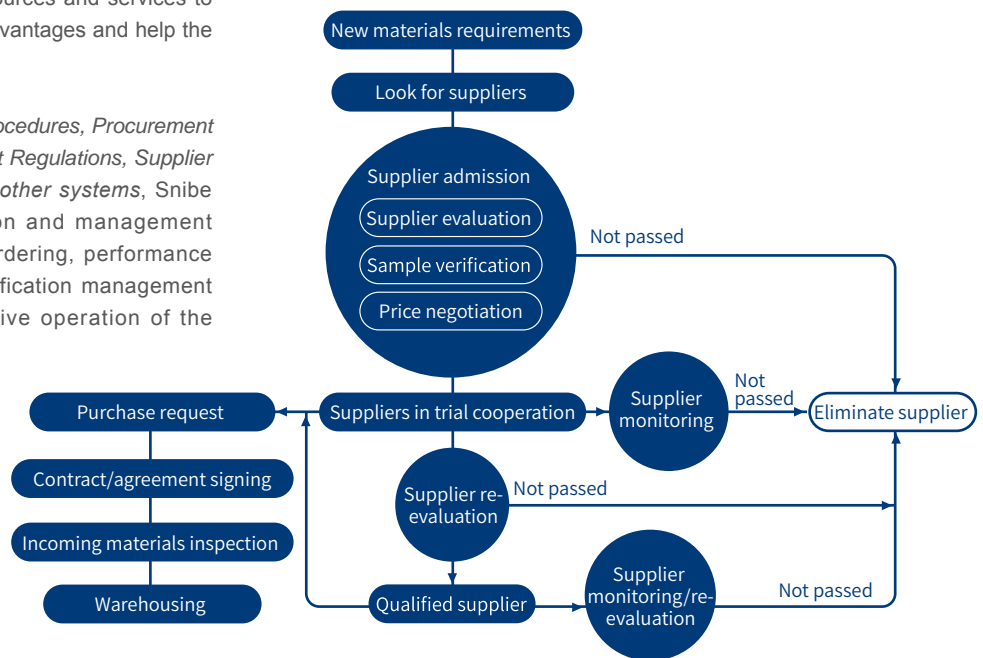 ources and services to
vantages and help the
ocedures, Procurement
t Regulations, Supplier
other systems, Snibe
on and management
rdering, performance
fication management
ive operation of the
New materials requirements
Look for suppliers
Supplier admission
Supplier evaluation
Sample verification
Price negotiation
Not passed
Purchase request
Suppliers in trial cooperation
Supplier
monitoring
Not
passed
Eliminate supplier
Contract/agreement signing
Supplier re-
evaluation
Not passed
Incoming materials inspection
Warehousing
Qualified supplier
Supplier
monitoring/re-
evaluation
Not passed